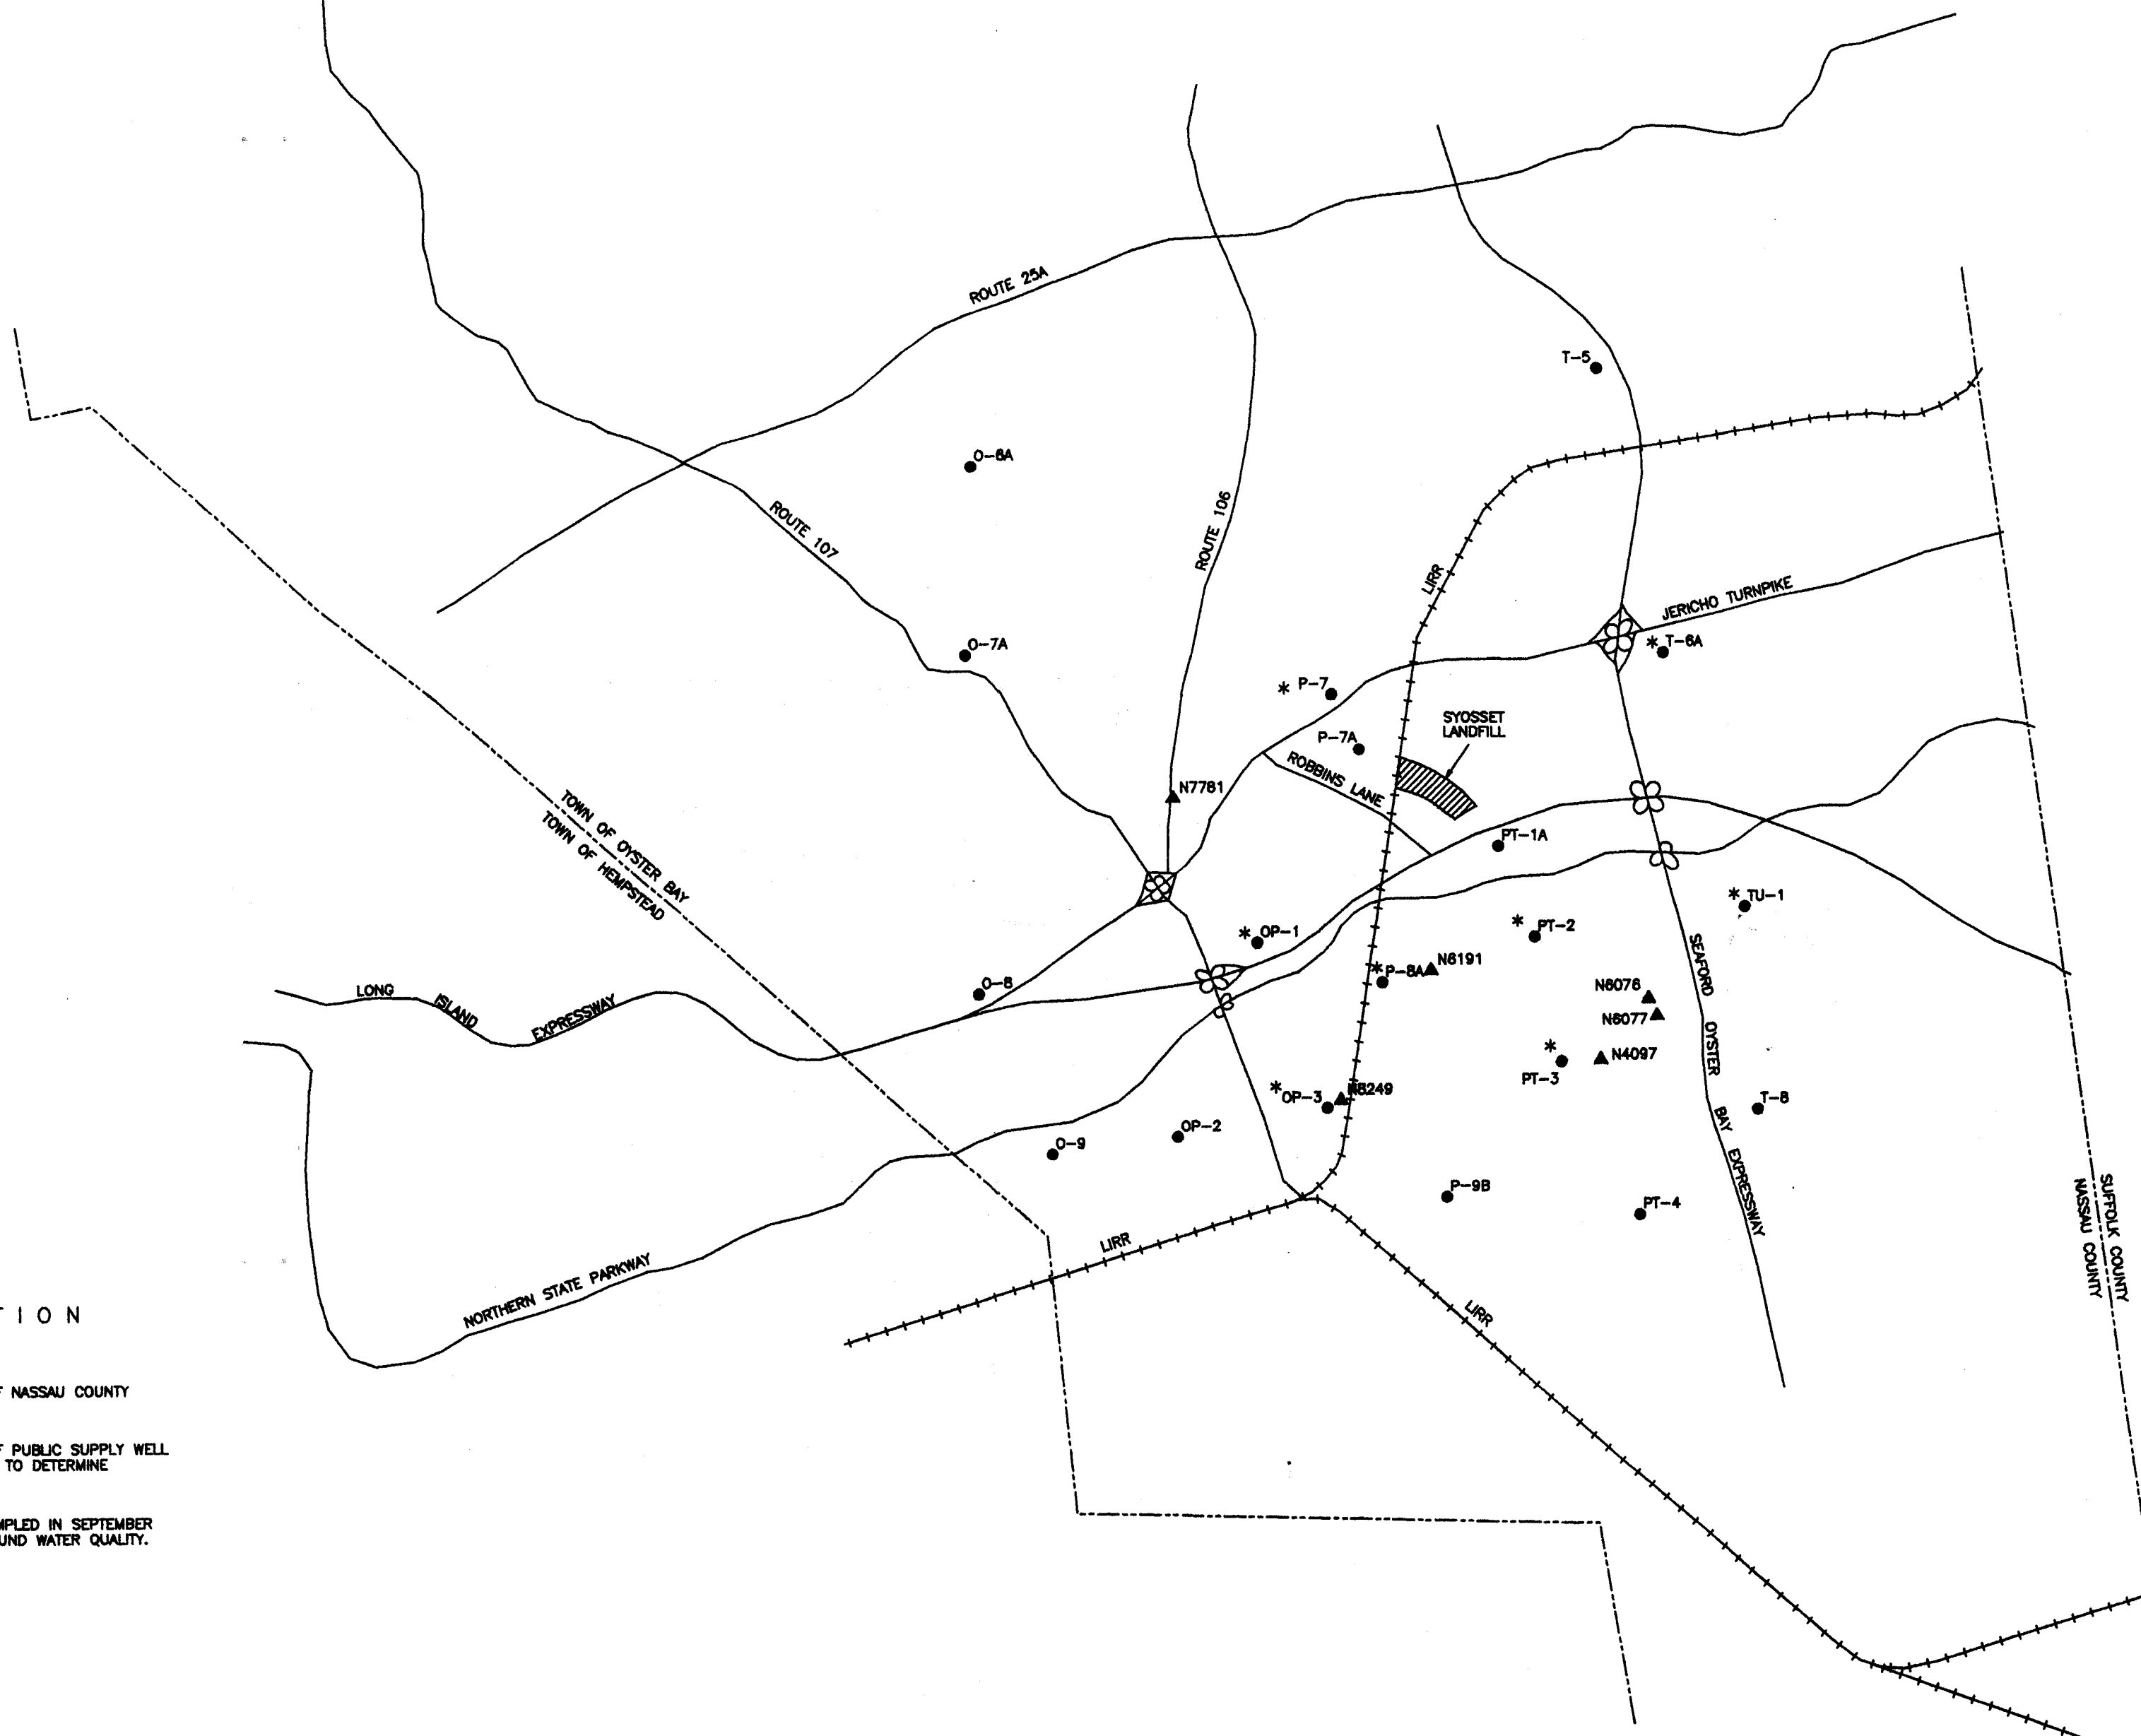 ROUTE 25A
T-5
O-6A
ROUTE 107
ROUTE 106
LIRR
JERICHO TURNPIKE
* T-6A
O-7A
* P-7
SYOSSET
LANDFILL
P-7A
ROBBINS LANE
N7781
TOWN OF OYSTER BAY
TOWN OF HEMPSTEAD
PT-1A
* TU-1
* PT-2
* OP-1
SEAFORD OYSTER BAY EXPRESSWAY
* P-8A
N6191
O-8
N6076
N6077
LONG ISLAND EXPRESSWAY
*
PT-3
N4097
* OP-3
N6249
T-8
OP-2
O-9
P-9B
PT-4
SUFFOLK COUNTY
NASSAU COUNTY
LIRR
NORTHERN STATE PARKWAY
LIRR
TION
F NASSAU COUNTY
F PUBLIC SUPPLY WELL
TO DETERMINE
MPLED IN SEPTEMBER
UND WATER QUALITY.